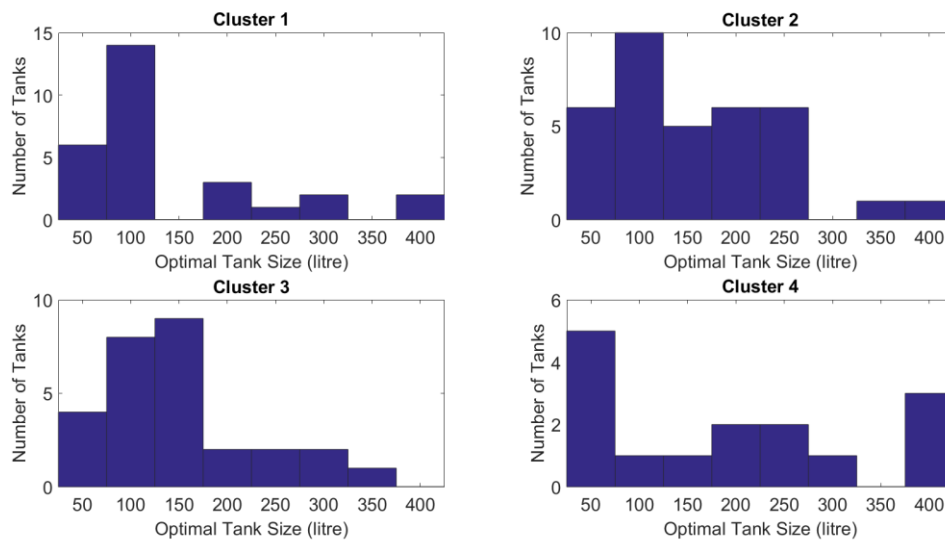 Cluster 1
Number of Tanks
15
10
5
0
50 100 150 200 250 300 350 400
Optimal Tank Size (litre)
Cluster 2
Number of Tanks
10
5
0
50 100 150 200 250 300 350 400
Optimal Tank Size (litre)
Cluster 3
Number of Tanks
10
5
0
50 100 150 200 250 300 350 400
Optimal Tank Size (litre)
Cluster 4
Number of Tanks
6
4
2
0
50 100 150 200 250 300 350 400
Optimal Tank Size (litre)